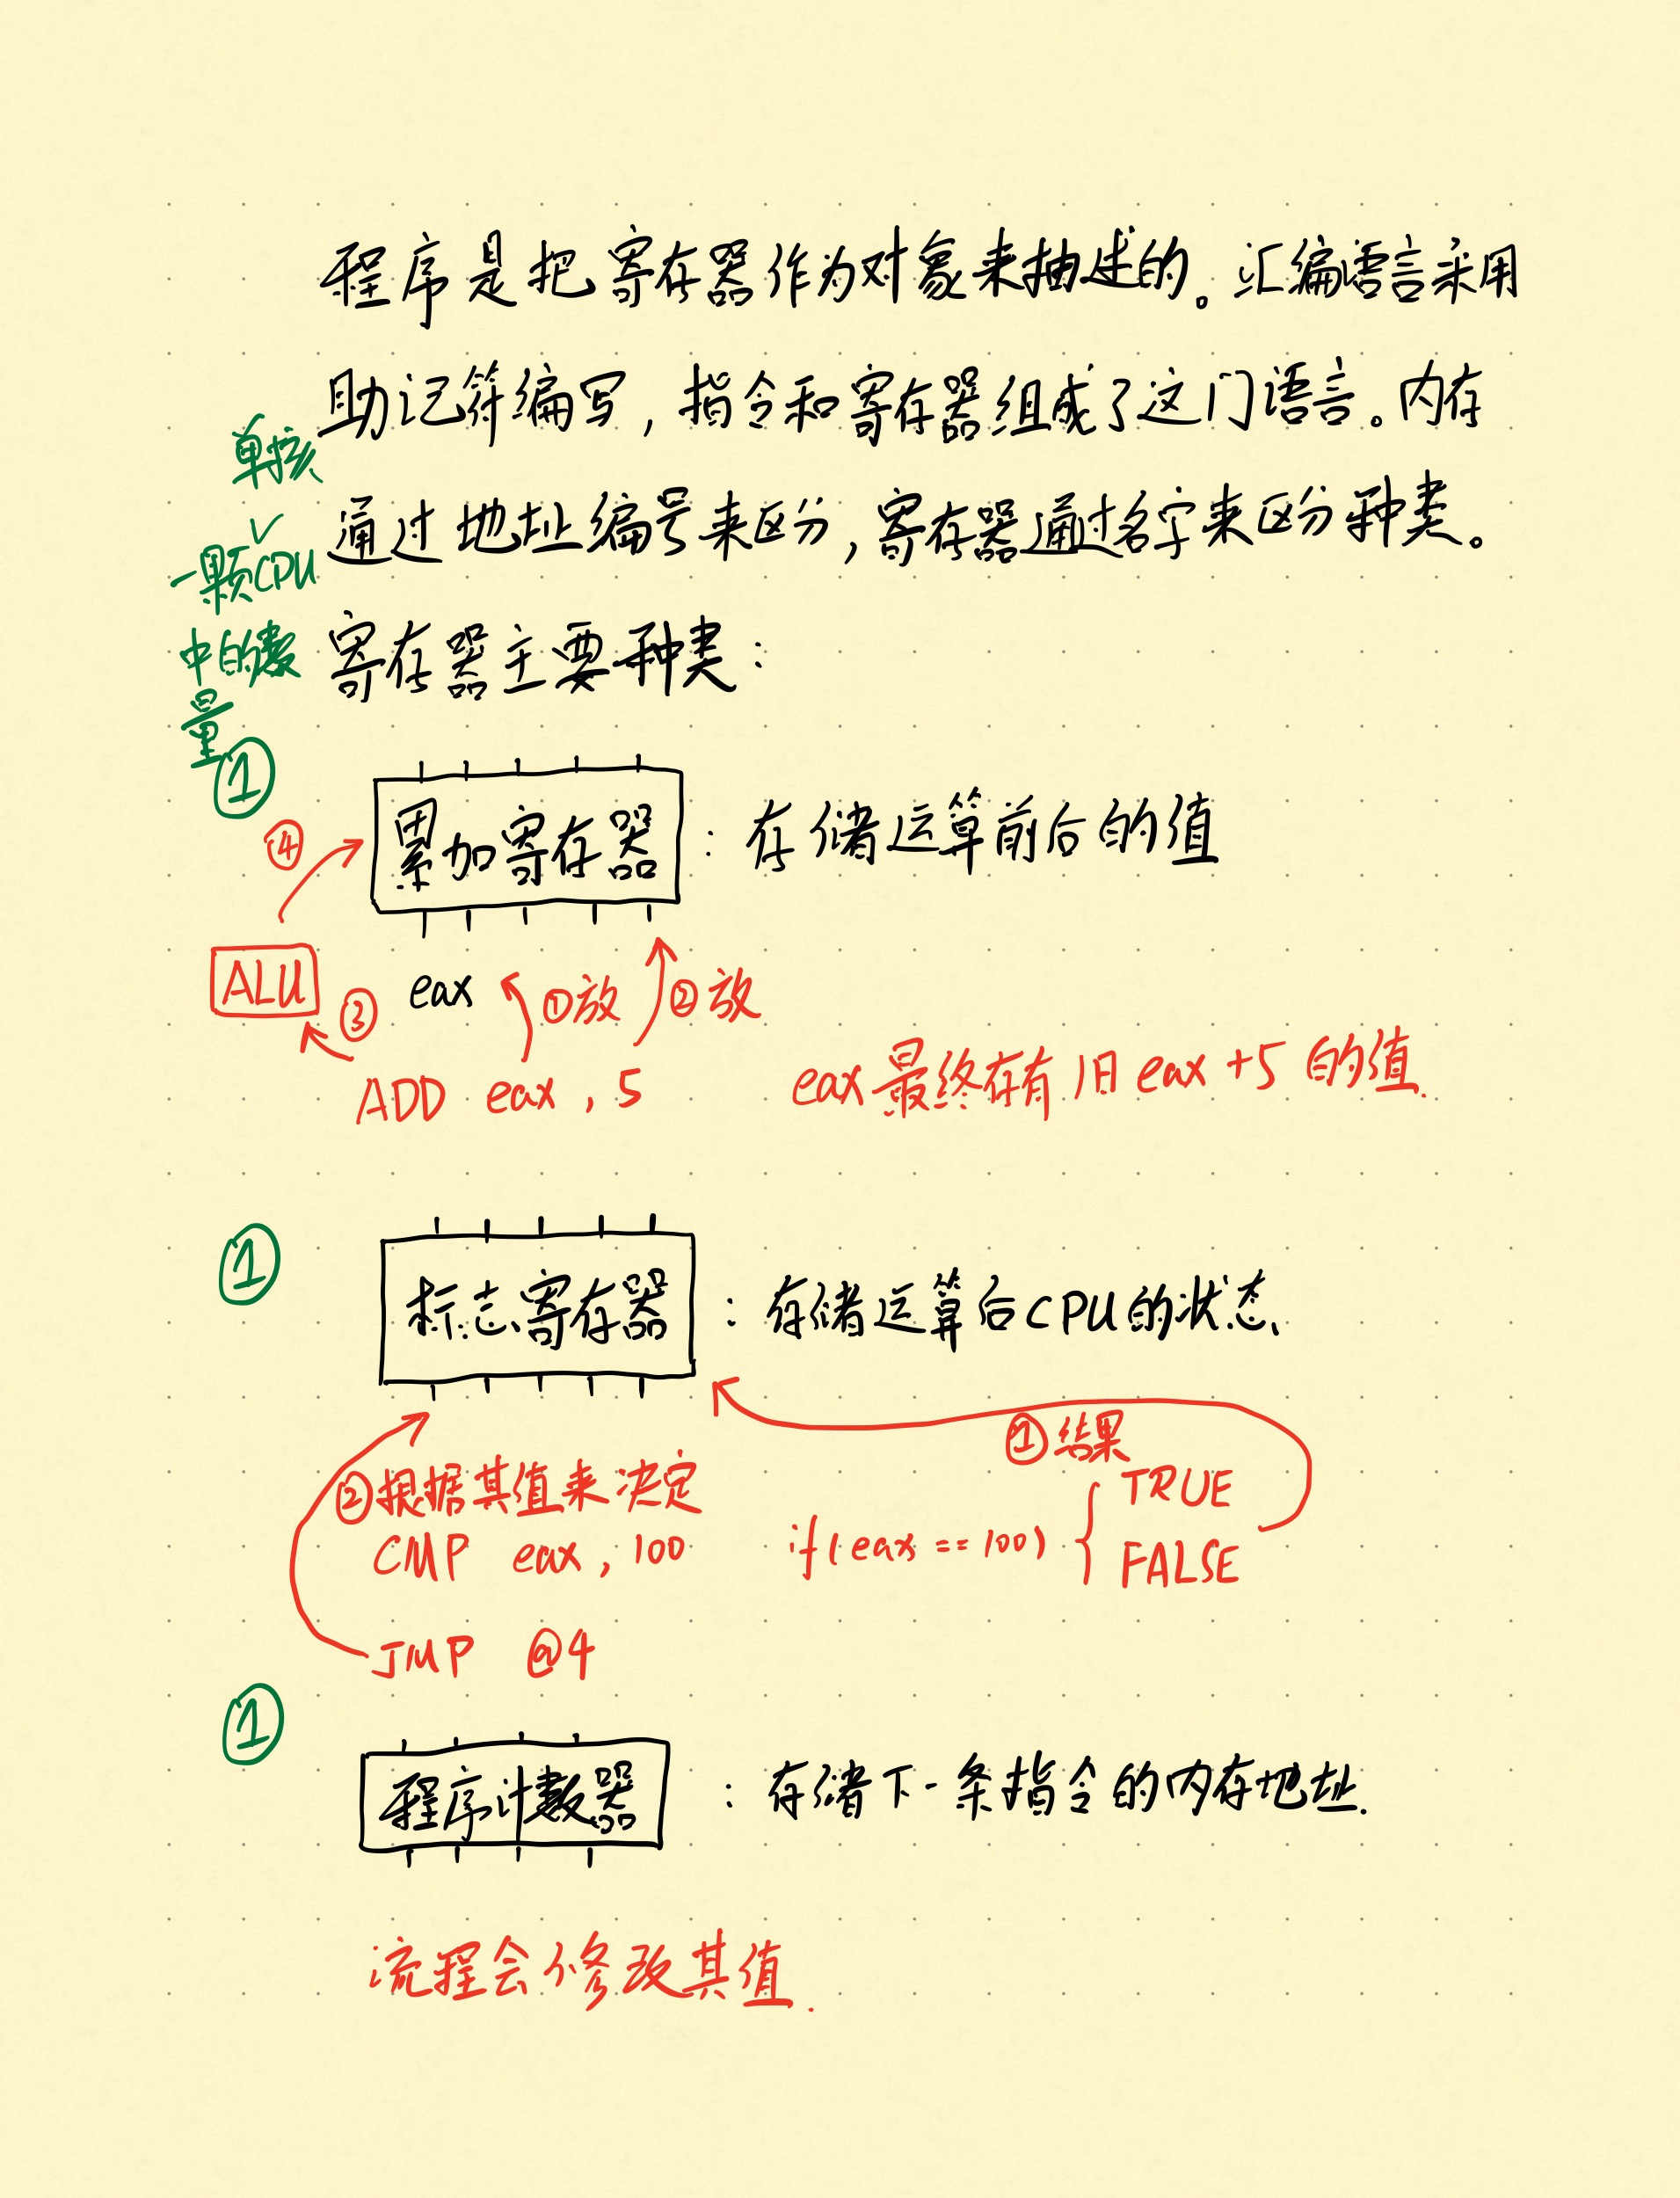 程序是把寄存器作为对象来抽述的。汇编语言采用
助记符编写，指令和寄存器组成了这门语言。内存
通过地址编号来区分，寄存器通过名字来区分种类。
寄存器主要种类：
单核
一颗CPU
中的数
量
①
累加寄存器：存储运算前后的值
④
ALU
③
eax
①放
②放
ADD eax, 5
eax最终存有旧eax+5的值.
①
标志寄存器：存储运算后CPU的状态
①结果
②根据其值来决定
CMP eax, 100
if(eax==100)
TRUE
FALSE
JMP @4
①
程序计数器：存储下一条指令的内存地址.
流程会修改其值.